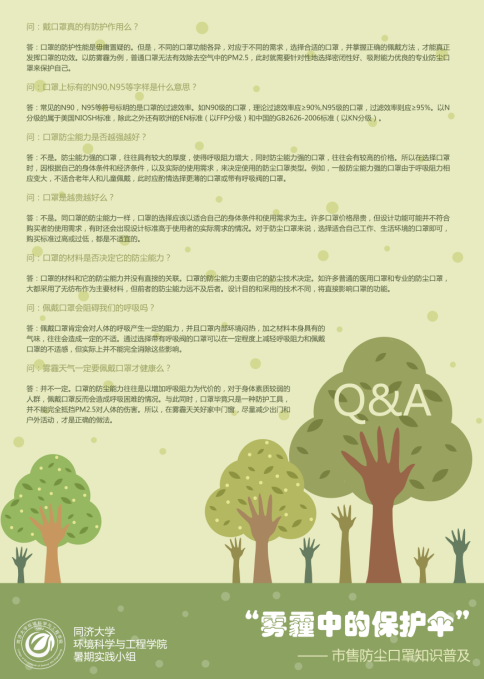 问：戴口罩真的有防护作用么？
答：口罩的防护性能是毋庸置疑的。但是，不同的口罩功能各异，对应于不同的需求，选择合适的口罩，并掌握正确的佩戴方法，才能真正
发挥口罩的功效。以防雾霾为例，普通口罩无法有效除去空气中的PM2.5，此时就需要针对性地选择密闭性好、吸附能力优良的专业防尘口
罩来保护自己。
问：口罩上标有的N90,N95等字样是什么意思？
答：常见的N90，N95等符号标明的是口罩的过滤效率。如N90级的口罩，理论过滤效率应≥90%,N95级的口罩，过滤效率则应≥95%。以N
分级的属于美国NIOSH标准，除此之外还有欧洲的EN标准（以FFP分级）和中国的GB2626-2006标准（以KN分级）。
问：口罩防尘能力是否越强越好？
答：不是。防尘能力强的口罩，往往具有较大的厚度，使得呼吸阻力增大，同时防尘能力强的口罩，往往会有较高的价格。所以在选择口罩
时，因根据自己的身体条件和经济条件，以及实际的使用需求，来决定使用的防尘口罩类型。例如，一般防尘能力强的口罩由于呼吸阻力相
应变大，不适合老年人和儿童佩戴，此时应酌情选择更薄的口罩或带有呼吸阀的口罩。
问：口罩是越贵越好么？
答：不是。同口罩的防尘能力一样，口罩的选择应该以适合自己的身体条件和使用需求为主。许多口罩价格昂贵，但设计功能可能并不符合
购买者的使用需求，有时还会出现设计标准高于使用者的实际需求的情况。对于防尘口罩来说，选择适合自己工作、生活环境的口罩即可，
购买标准过高或过低，都是不适宜的。
问：口罩的材料是否决定它的防尘能力？
答：口罩的材料和它的防尘能力并没有直接的关联。口罩的防尘能力主要由它的防尘技术决定。如许多普通的医用口罩和专业的防尘口罩，
大都采用了无纺布作为主要材料，但前者的防尘能力远不及后者。设计目的和采用的技术不同，将直接影响口罩的功能。
问：佩戴口罩会阻碍我们的呼吸吗？
答：佩戴口罩肯定会对人体的呼吸产生一定的阻力，并且口罩内部环境闷热，加之材料本身具有的
气味，往往会造成一定的不适。通过选择带有呼吸阀的口罩可以在一定程度上减轻呼吸阻力和佩戴
口罩的不适感，但实际上并不能完全消除这些影响。
问：雾霾天气一定要佩戴口罩才健康么？
答：并不一定。口罩的防尘能力往往是以增加呼吸阻力为代价的，对于身体素质较弱的
人群，佩戴口罩反而会造成呼吸困难的情况。与此同时，口罩毕竟只是一种防护工具，
并不能完全抵挡PM2.5对人体的伤害。所以，在雾霾天关好家中门窗，尽量减少出门和
户外活动，才是正确的做法。
Q&A
同济大学
环境科学与工程学院
暑期实践小组
“雾霾中的保护伞”
—— 市售防尘口罩知识普及